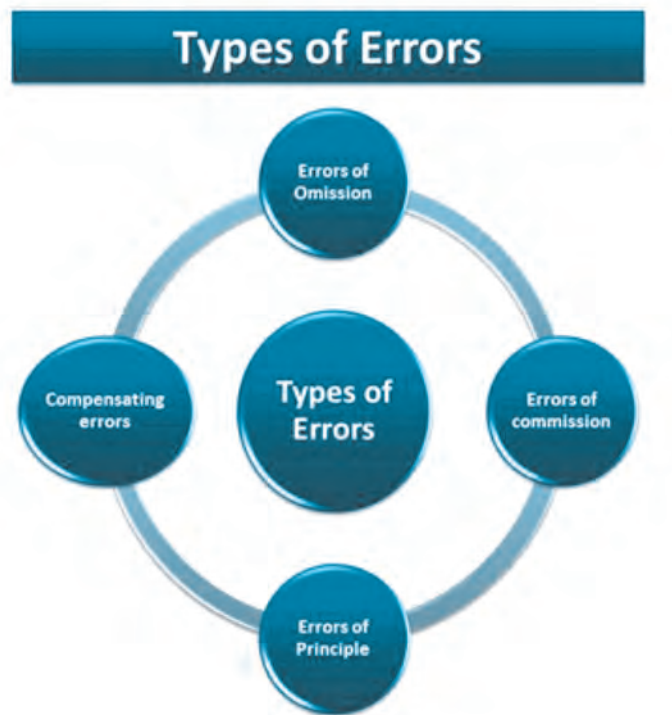 Types of Errors
Errors of
Omission
Compensating
errors
Types of
Errors
Errors of
commission
Errors of
Principle